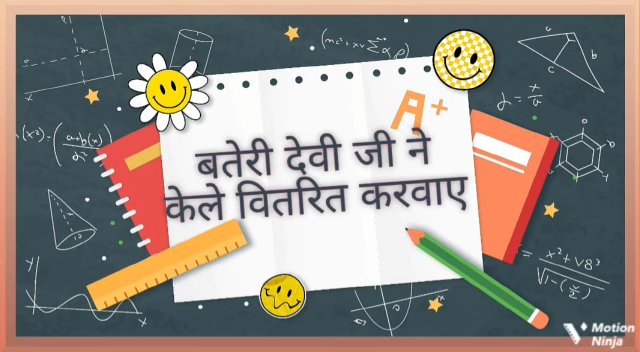 A+
बतेरी देवी जी ने
केले वितरित करवाए
Motion
Ninja